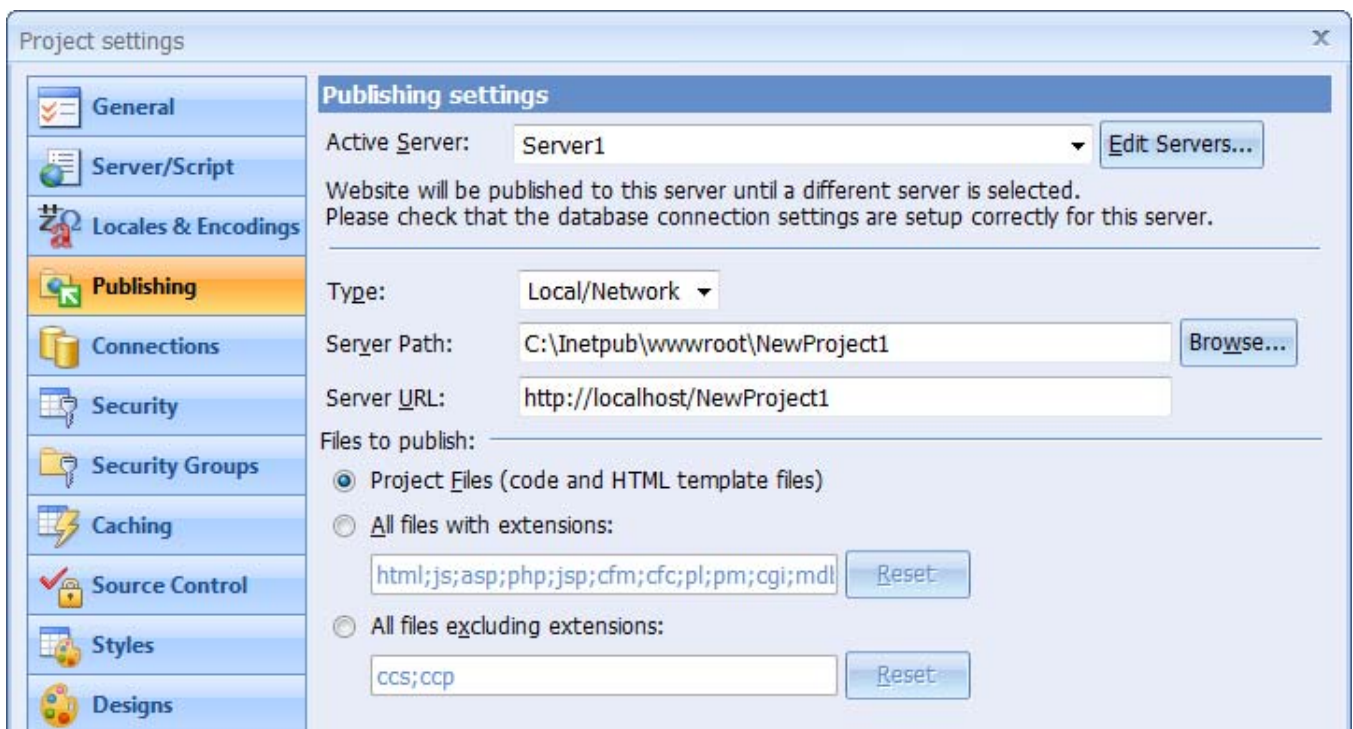 Project settings
x
General
Server/Script
Locales & Encodings
Publishing
Connections
Security
Security Groups
Caching
Source Control
Styles
Designs
Publishing settings
Active Server:
Server1
Edit Servers...
Website will be published to this server until a different server is selected.
Please check that the database connection settings are setup correctly for this server.
Type:
Local/Network
Server Path:
C:\Inetpub\wwwroot\NewProject1
Browse...
Server URL:
http://localhost/NewProject1
Files to publish:
Project Files (code and HTML template files)
All files with extensions:
html;js;asp;php;jsp;cfm;cfc;pl;pm;cgi;mdl
Reset
All files excluding extensions:
ccs;ccp
Reset